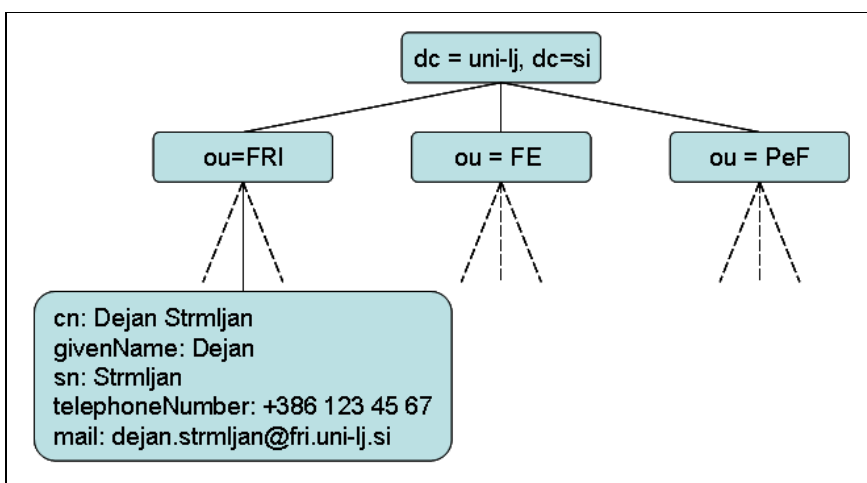 dc = uni-lj, dc=si
ou=FRI
ou = FE
ou = PeF
cn: Dejan Strmljan
givenName: Dejan
sn: Strmljan
telephoneNumber: +386 123 45 67
mail: dejan.strmljan@fri.uni-lj.si